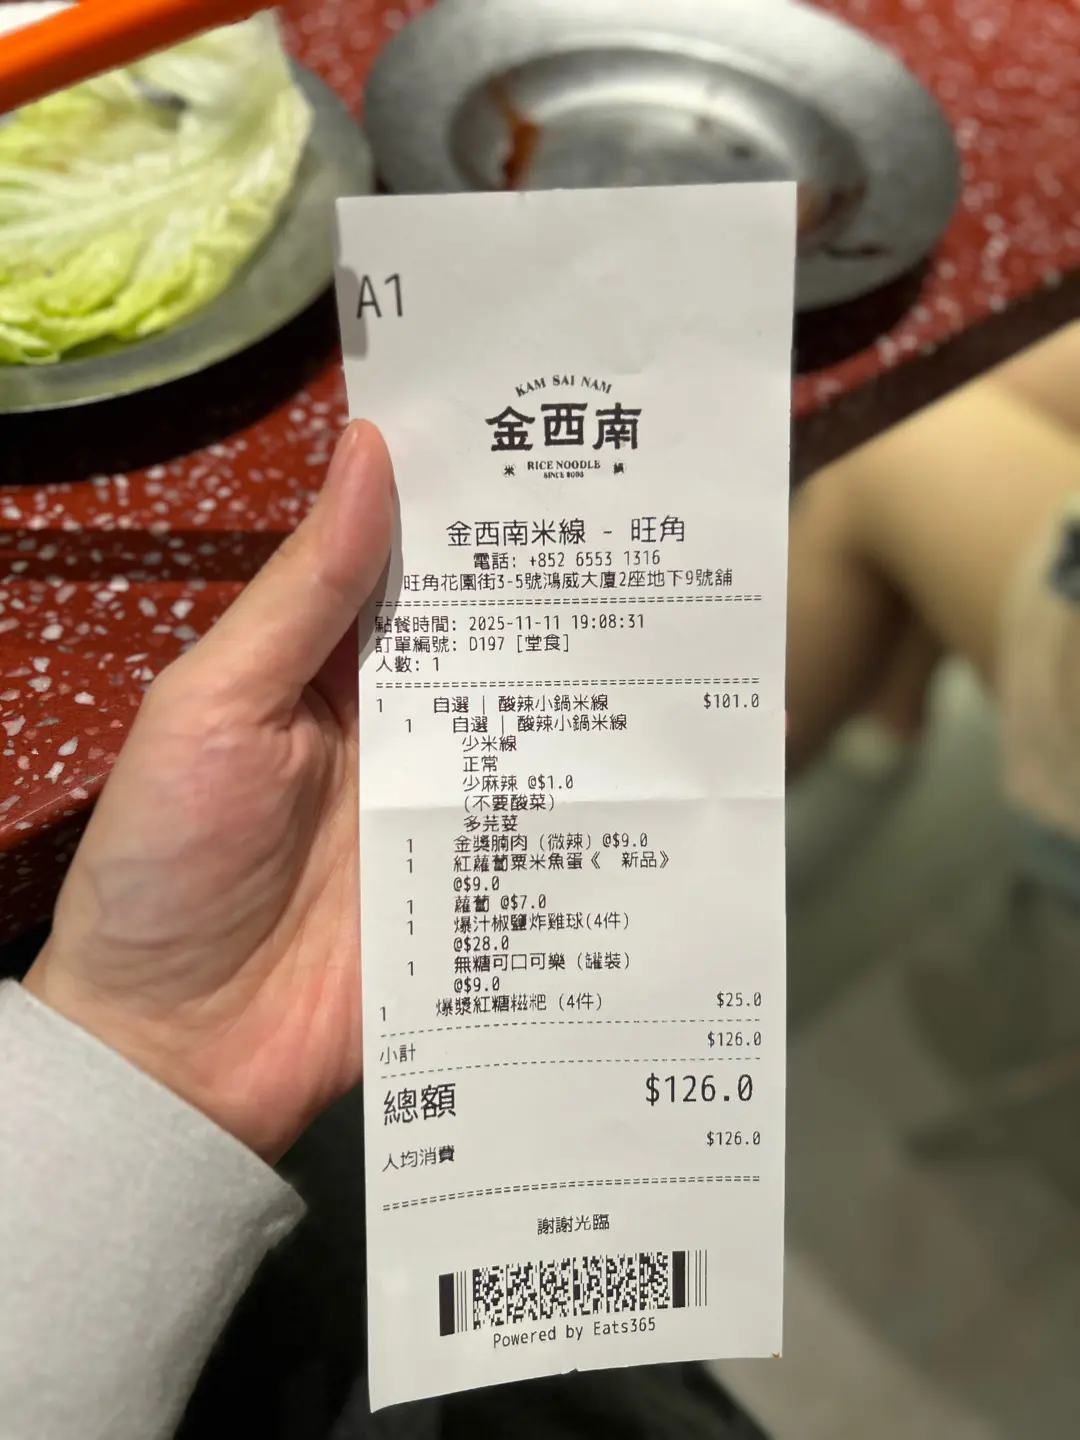 A1
KAM SAI NAM
金西南
米 RICE NOODLE 線
SINCE
金西南米線 - 旺角
電話: +852 6553 1316
旺角花園街3-5號鴻威大廈2座地下9號舖
點餐時間: 2025-11-11 19:08:31
訂單編號: D197 [堂食]
人數: 1
1 自選 | 酸辣小鍋米線 $101.0
1 自選 | 酸辣小鍋米線
少米線
正常
少麻辣 @$1.0
(不要酸菜)
多芫荽
1 金獎腩肉 (微辣) @$9.0
1 紅蘿蔔粟米魚蛋《 新品》
@$9.0
1 蘿蔔 @$7.0
1 爆汁椒鹽炸雞球(4件)
@$28.0
1 無糖可口可樂 (罐裝)
@$9.0
1 爆漿紅糖糍粑 (4件) $25.0
小計 $126.0
總額 $126.0
人均消費 $126.0
謝謝光臨
Powered by Eats365